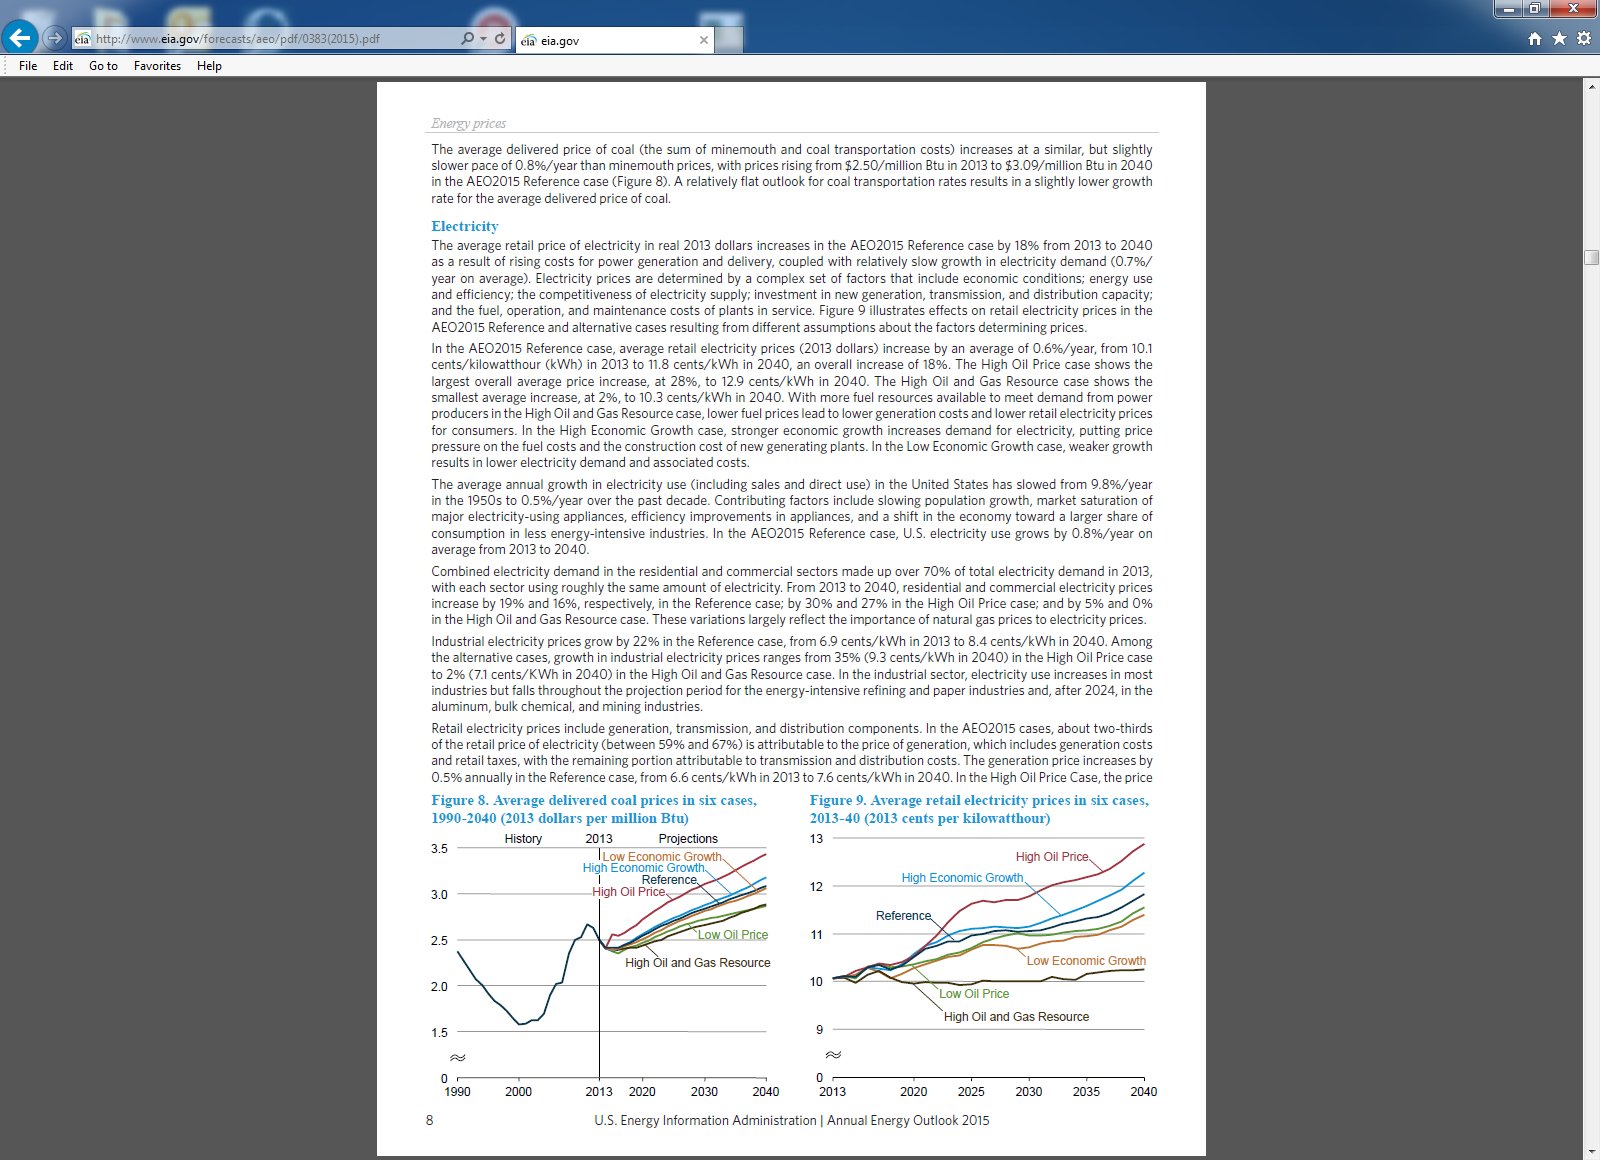 eia http://www.eia.gov/forecasts/aeo/pdf/0383(2015).pdf
eia eia.gov
File Edit Go to Favorites Help
Energy prices
The average delivered price of coal (the sum of minemouth and coal transportation costs) increases at a similar, but slightly
slower pace of 0.8%/year than minemouth prices, with prices rising from $2.50/million Btu in 2013 to $3.09/million Btu in 2040
in the AEO2015 Reference case (Figure 8). A relatively flat outlook for coal transportation rates results in a slightly lower growth
rate for the average delivered price of coal.
Electricity
The average retail price of electricity in real 2013 dollars increases in the AEO2015 Reference case by 18% from 2013 to 2040
as a result of rising costs for power generation and delivery, coupled with relatively slow growth in electricity demand (0.7%/
year on average). Electricity prices are determined by a complex set of factors that include economic conditions; energy use
and efficiency; the competitiveness of electricity supply; investment in new generation, transmission, and distribution capacity;
and the fuel, operation, and maintenance costs of plants in service. Figure 9 illustrates effects on retail electricity prices in the
AEO2015 Reference and alternative cases resulting from different assumptions about the factors determining prices.
In the AEO2015 Reference case, average retail electricity prices (2013 dollars) increase by an average of 0.6%/year, from 10.1
cents/kilowatthour (kWh) in 2013 to 11.8 cents/kWh in 2040, an overall increase of 18%. The High Oil Price case shows the
largest overall average price increase, at 28%, to 12.9 cents/kWh in 2040. The High Oil and Gas Resource case shows the
smallest average increase, at 2%, to 10.3 cents/kWh in 2040. With more fuel resources available to meet demand from power
producers in the High Oil and Gas Resource case, lower fuel prices lead to lower generation costs and lower retail electricity prices
for consumers. In the High Economic Growth case, stronger economic growth increases demand for electricity, putting price
pressure on the fuel costs and the construction cost of new generating plants. In the Low Economic Growth case, weaker growth
results in lower electricity demand and associated costs.
The average annual growth in electricity use (including sales and direct use) in the United States has slowed from 9.8%/year
in the 1950s to 0.5%/year over the past decade. Contributing factors include slowing population growth, market saturation of
major electricity-using appliances, efficiency improvements in appliances, and a shift in the economy toward a larger share of
consumption in less energy-intensive industries. In the AEO2015 Reference case, U.S. electricity use grows by 0.8%/year on
average from 2013 to 2040.
Combined electricity demand in the residential and commercial sectors made up over 70% of total electricity demand in 2013,
with each sector using roughly the same amount of electricity. From 2013 to 2040, residential and commercial electricity prices
increase by 19% and 16%, respectively, in the Reference case; by 30% and 27% in the High Oil Price case; and by 5% and 0%
in the High Oil and Gas Resource case. These variations largely reflect the importance of natural gas prices to electricity prices.
Industrial electricity prices grow by 22% in the Reference case, from 6.9 cents/kWh in 2013 to 8.4 cents/kWh in 2040. Among
the alternative cases, growth in industrial electricity prices ranges from 35% (9.3 cents/kWh in 2040) in the High Oil Price case
to 2% (7.1 cents/KWh in 2040) in the High Oil and Gas Resource case. In the industrial sector, electricity use increases in most
industries but falls throughout the projection period for the energy-intensive refining and paper industries and, after 2024, in the
aluminum, bulk chemical, and mining industries.
Retail electricity prices include generation, transmission, and distribution components. In the AEO2015 cases, about two-thirds
of the retail price of electricity (between 59% and 67%) is attributable to the price of generation, which includes generation costs
and retail taxes, with the remaining portion attributable to transmission and distribution costs. The generation price increases by
0.5% annually in the Reference case, from 6.6 cents/kWh in 2013 to 7.6 cents/kWh in 2040. In the High Oil Price Case, the price
Figure 8. Average delivered coal prices in six cases,
1990-2040 (2013 dollars per million Btu)
History 2013 Projections
3.5
Low Economic Growth
High Economic Growth
Reference
3.0
High Oil Price
2.5
Low Oil Price
High Oil and Gas Resource
2.0
1.5
0
1990 2000 2013 2020 2030 2040
Figure 9. Average retail electricity prices in six cases,
2013-40 (2013 cents per kilowatthour)
13
High Oil Price
High Economic Growth
12
Reference
11
Low Economic Growth
10
Low Oil Price
High Oil and Gas Resource
9
0
2013 2020 2025 2030 2035 2040
8 U.S. Energy Information Administration | Annual Energy Outlook 2015